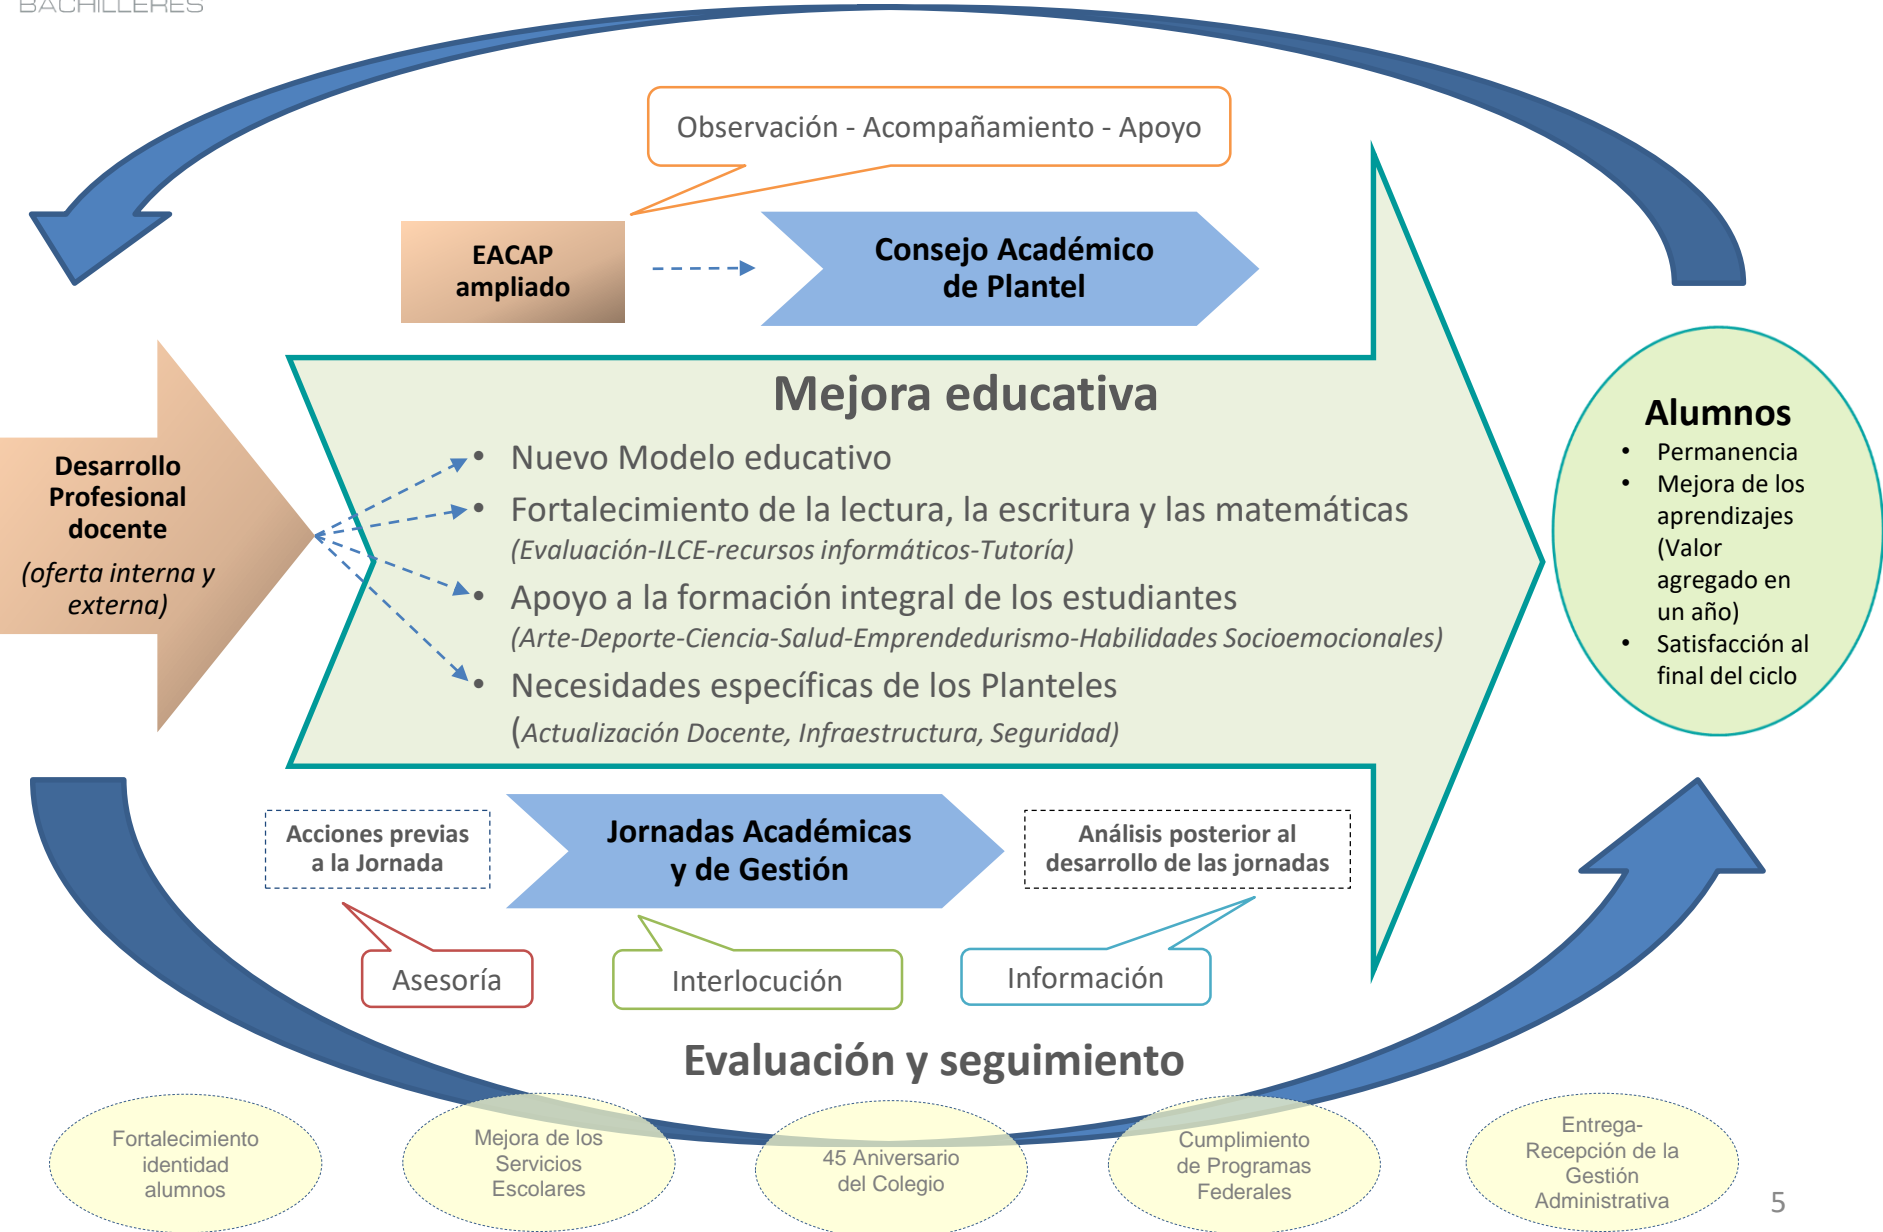 BACHILLERES
Observación - Acompañamiento - Apoyo
EACAP
ampliado
Consejo Académico
de Plantel
Mejora educativa
• Nuevo Modelo educativo
• Fortalecimiento de la lectura, la escritura y las matemáticas
(Evaluación-ILCE-recursos informáticos-Tutoría)
• Apoyo a la formación integral de los estudiantes
(Arte-Deporte-Ciencia-Salud-Emprendedurismo-Habilidades Socioemocionales)
• Necesidades específicas de los Planteles
(Actualización Docente, Infraestructura, Seguridad)
Desarrollo
Profesional
docente
(oferta interna y
externa)
Alumnos
• Permanencia
• Mejora de los
aprendizajes
(Valor
agregado en
un año)
• Satisfacción al
final del ciclo
Acciones previas
a la Jornada
Jornadas Académicas
y de Gestión
Análisis posterior al
desarrollo de las jornadas
Asesoría
Interlocución
Información
Evaluación y seguimiento
Fortalecimiento
identidad
alumnos
Mejora de los
Servicios
Escolares
45 Aniversario
del Colegio
Cumplimiento
de Programas
Federales
Entrega-
Recepción de la
Gestión
Administrativa
5